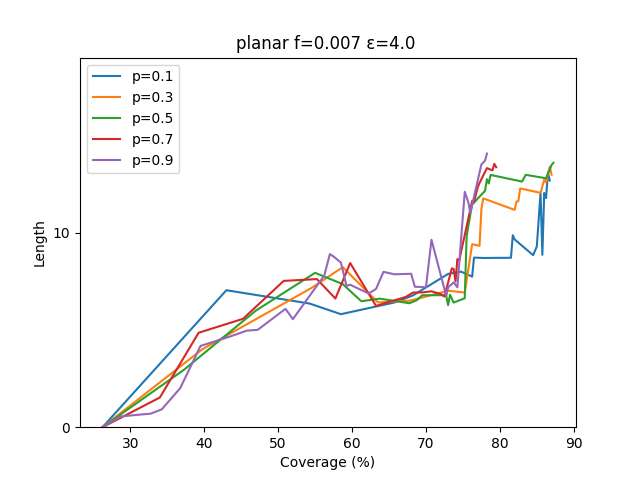 planar f=0.007 ε=4.0
p=0.1
p=0.3
p=0.5
p=0.7
p=0.9
10
0
Length
30 40 50 60 70 80 90
Coverage (%)